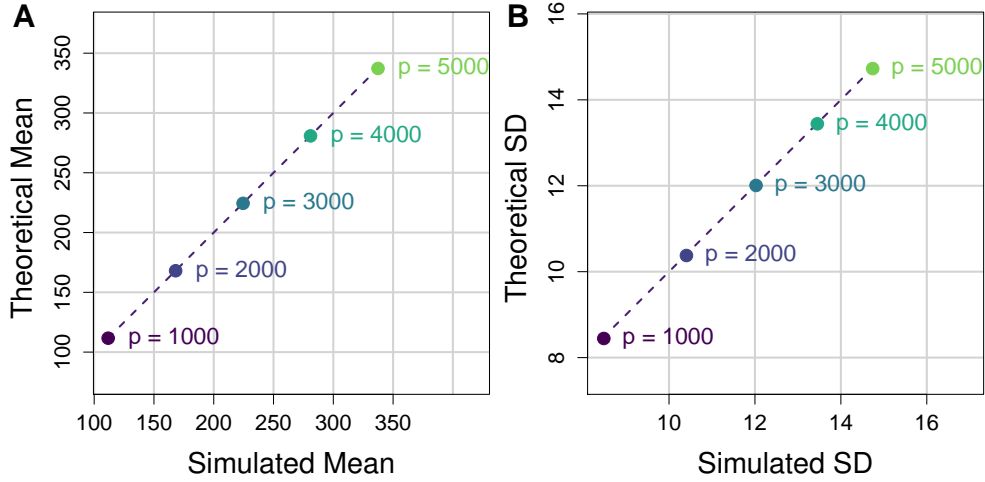 A
Theoretical Mean
350
300
250
200
150
100
p = 5000
p = 4000
p = 3000
p = 2000
p = 1000
100 150 200 250 300 350
Simulated Mean
B
Theoretical SD
16
14
12
10
8
p = 5000
p = 4000
p = 3000
p = 2000
p = 1000
10 12 14 16
Simulated SD